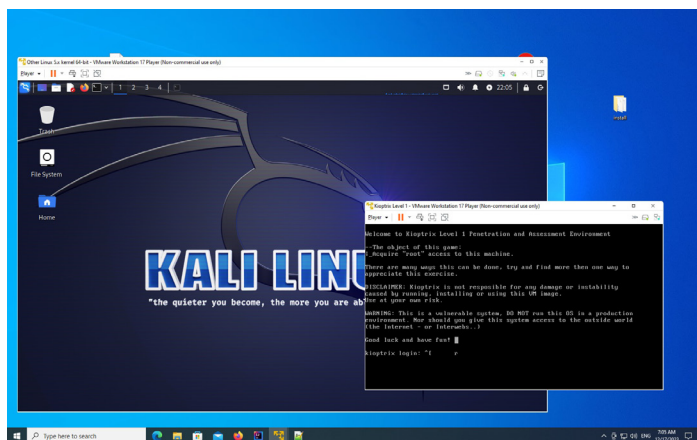 Other Linux 5.x kernel 64-bit - VMware Workstation 17 Player (Non-commercial use only)
Player
1 2 3 4
22:05
Trash
File System
Home
KALI LINU
"the quieter you become, the more you are ab
install
Kioptrix Level 1 - VMware Workstation 17 Player (Non-commercial use only)
Player
Welcome to Kioptrix Level 1 Penetration and Assessment Environment
--The object of this game:
|_Acquire "root" access to this machine.
There are many ways this can be done, try and find more then one way to
appreciate this exercise.
DISCLAIMER: Kioptrix is not resposible for any damage or instability
caused by running, installing or using this VM image.
Use at your own risk.
WARNING: This is a vulnerable system, DO NOT run this OS in a production
environment. Nor should you give this system access to the outside world
(the Internet - or Interwebs..)
Good luck and have fun!
kioptrix login: ^[ r
Type here to search
ENG
7:05 AM